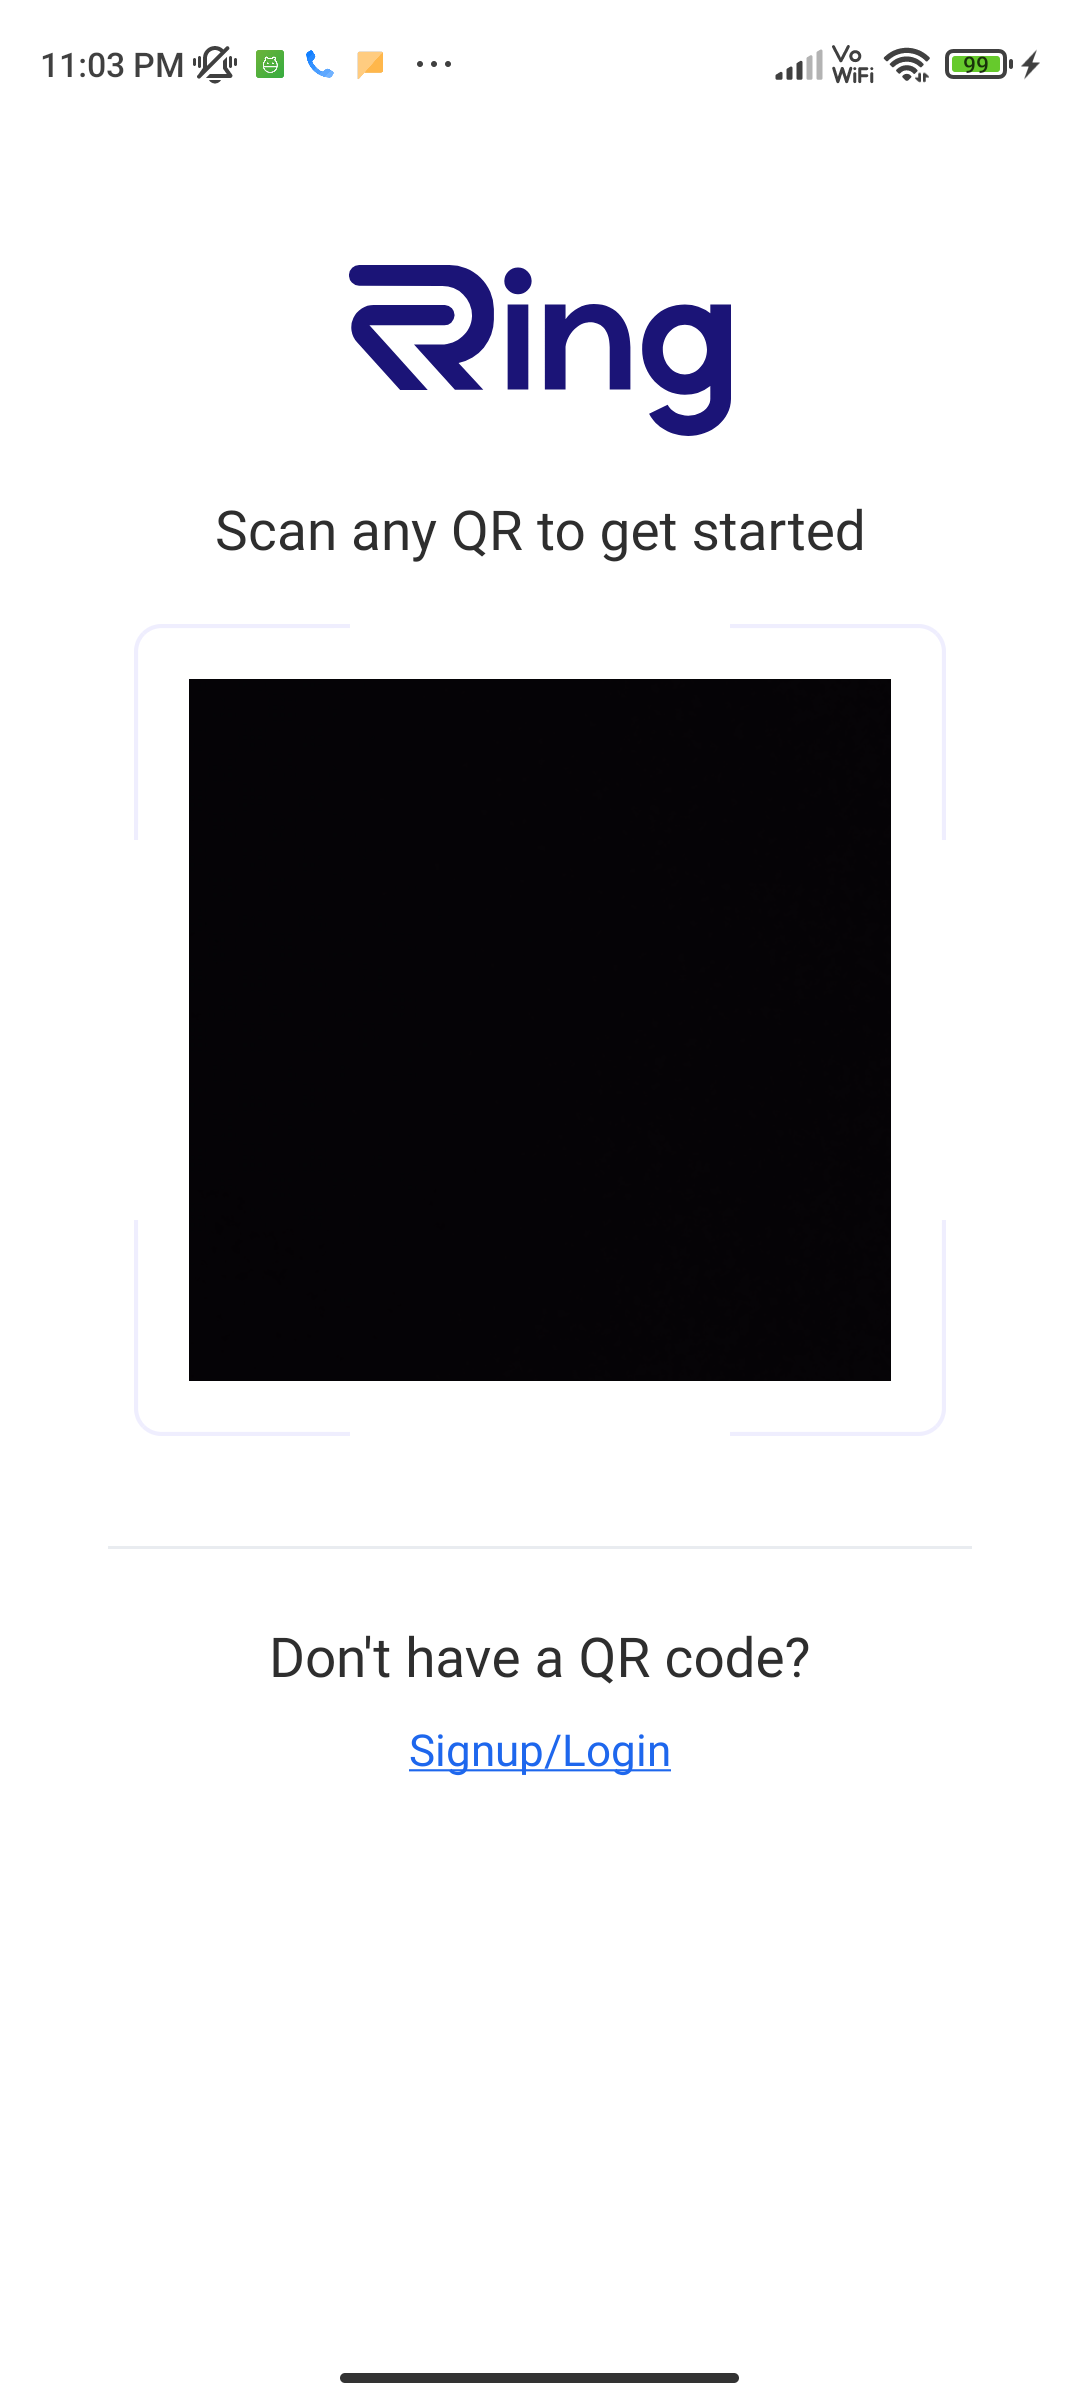 11:03 PM
Vo
WiFi
99
Ring
Scan any QR to get started
Don't have a QR code?
Signup/Login